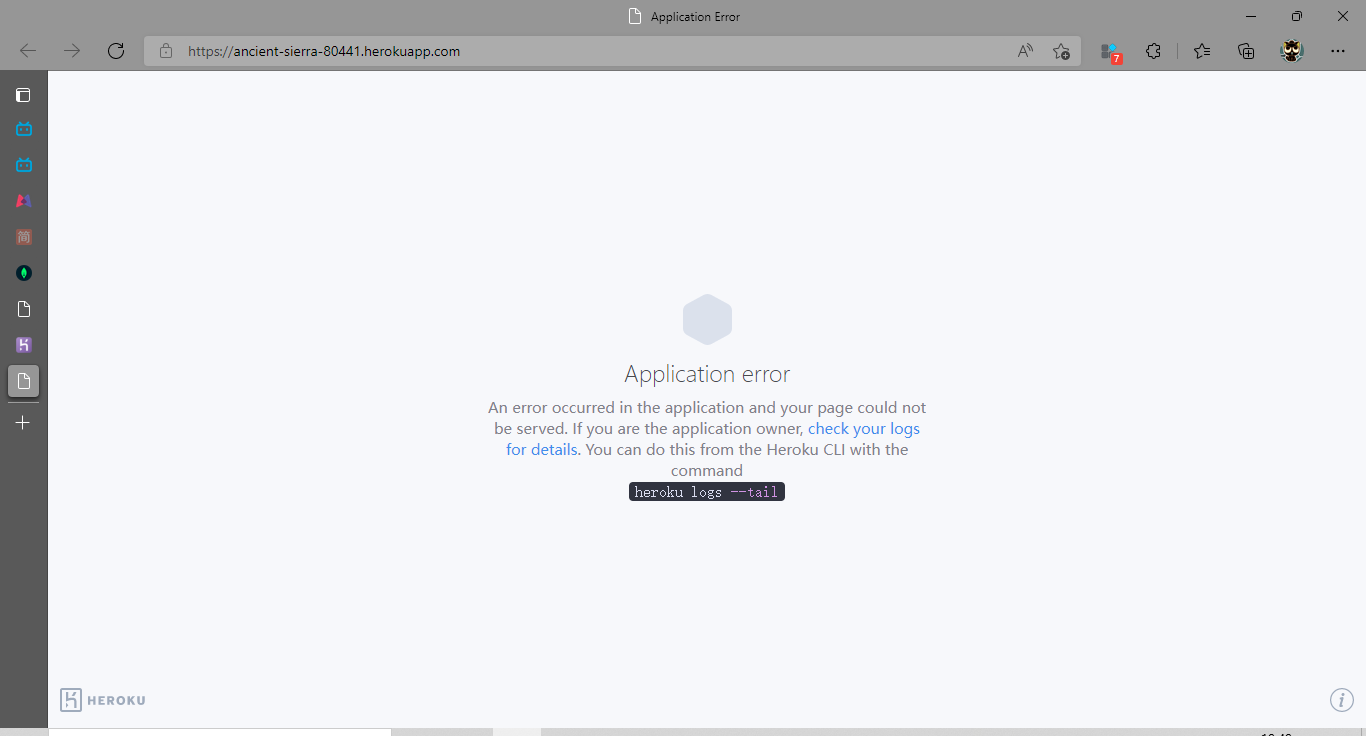 Application Error
https://ancient-sierra-80441.herokuapp.com
7
简
Application error
An error occurred in the application and your page could not
be served. If you are the application owner, check your logs
for details. You can do this from the Heroku CLI with the
command
heroku logs --tail
HEROKU